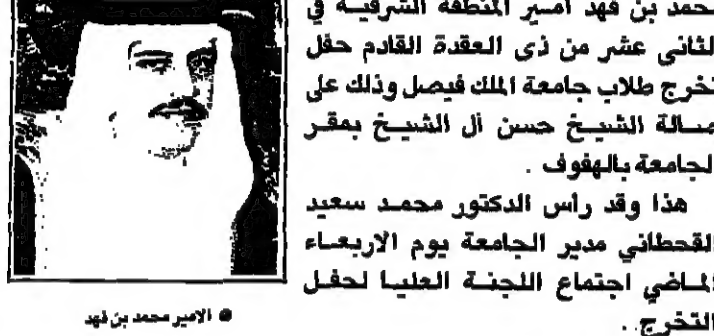 محمد بن فهد أمير المنطقة الشرقية في
الثاني عشر من ذى القعدة القادم حفل
تخرج طلاب جامعة الملك فيصل وذلك على
صالة الشيخ حسن آل الشيخ بمقر
الجامعة بالهفوف .
هذا وقد رأس الدكتور محمد سعيد
القحطاني مدير الجامعة يوم الاربعاء
الماضي اجتماع اللجنة العليا لحفل
التخرج .
الامير محمد بن فهد